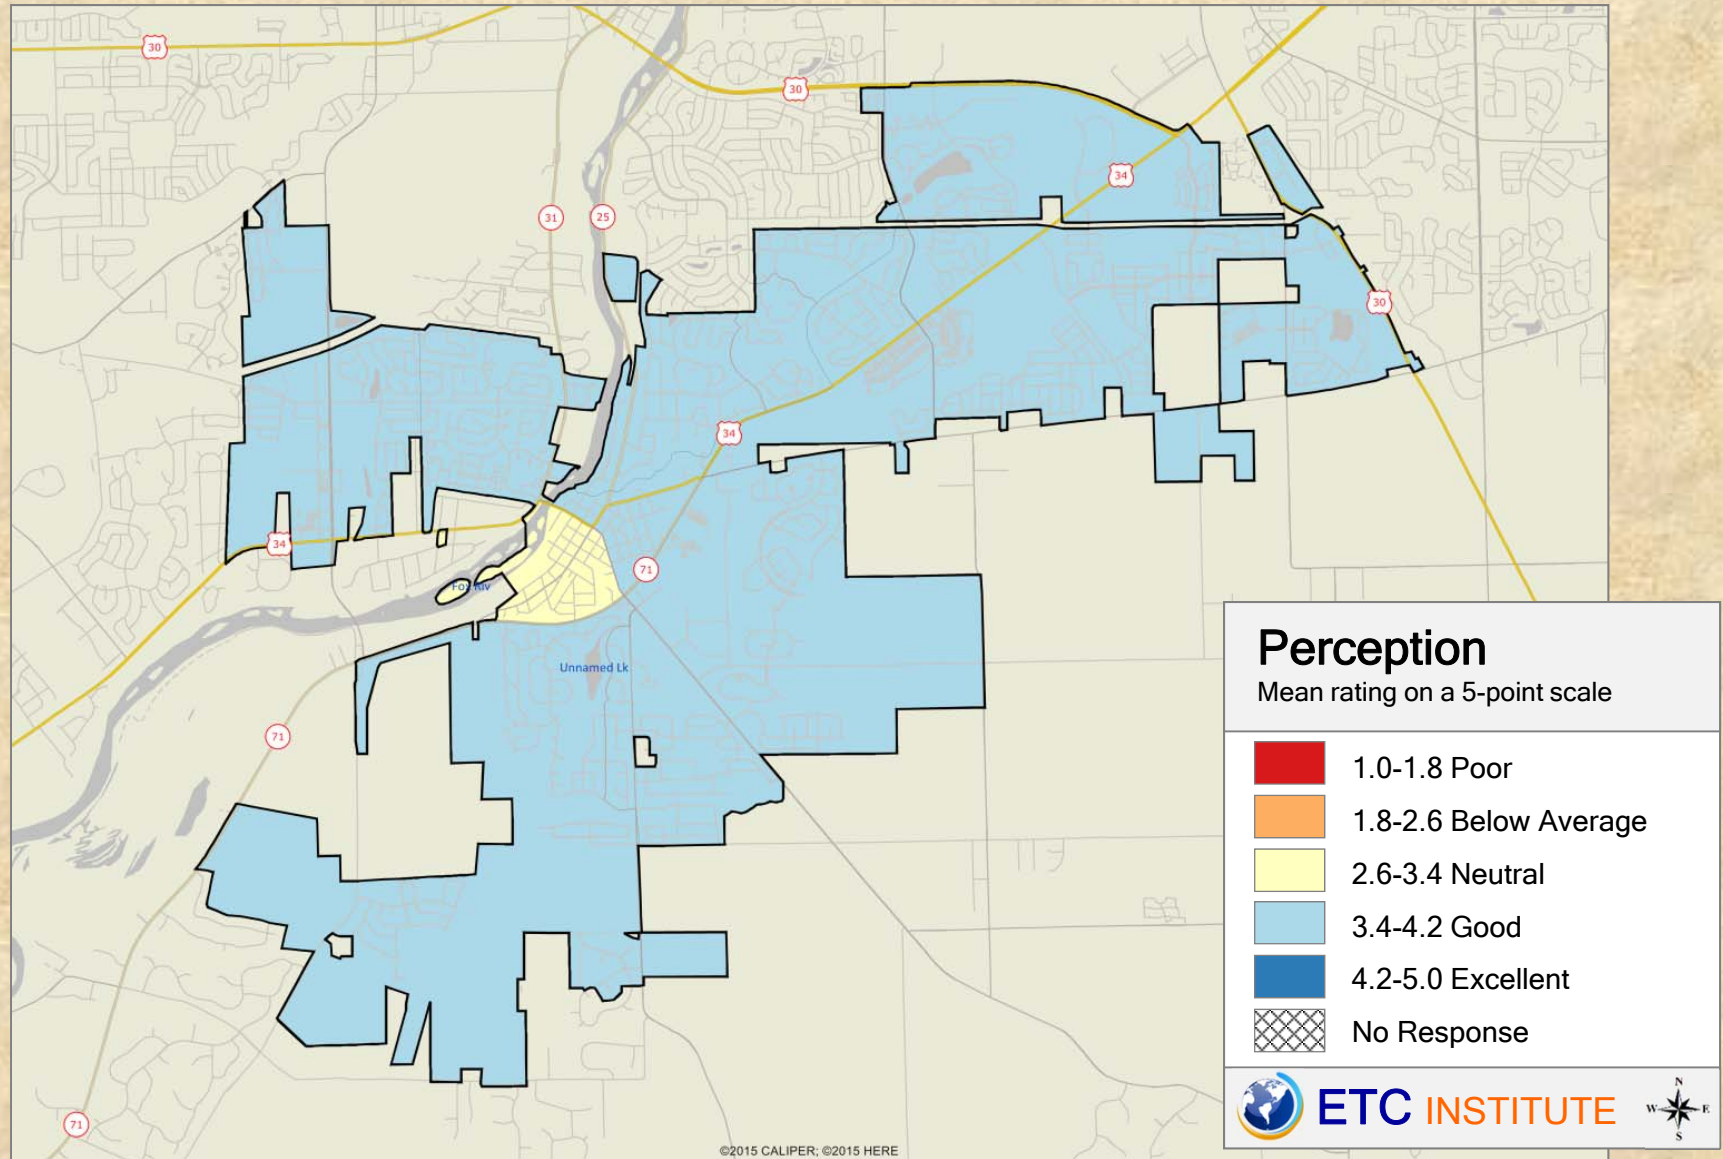 30
30
34
31
25
30
34
34
71
Fox Riv
Unnamed Lk
71
71
Perception
Mean rating on a 5-point scale
1.0-1.8 Poor
1.8-2.6 Below Average
2.6-3.4 Neutral
3.4-4.2 Good
4.2-5.0 Excellent
No Response
ETC INSTITUTE
N
W E
S
©2015 CALIPER; ©2015 HERE